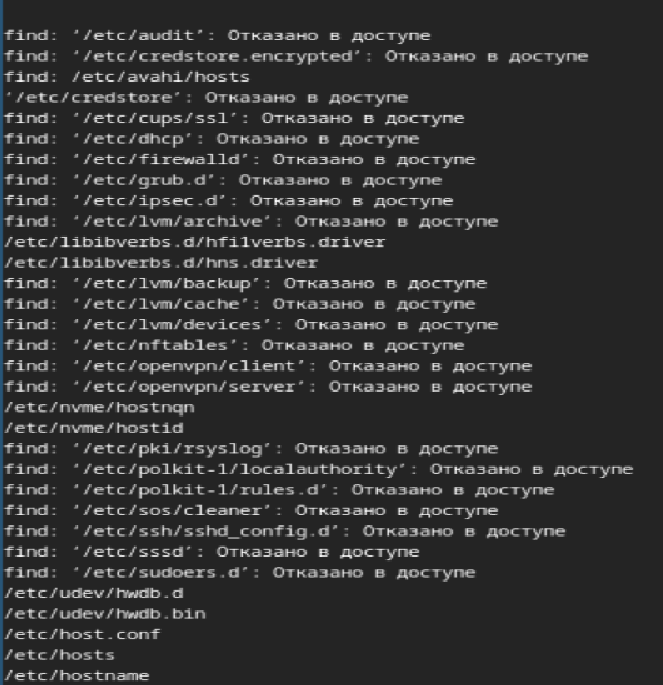 find: ‘/etc/audit’: Отказано в доступе
find: ‘/etc/credstore.encrypted’: Отказано в доступе
find: /etc/avahi/hosts
‘/etc/credstore’: Отказано в доступе
find: ‘/etc/cups/ssl’: Отказано в доступе
find: ‘/etc/dhcp’: Отказано в доступе
find: ‘/etc/firewalld’: Отказано в доступе
find: ‘/etc/grub.d’: Отказано в доступе
find: ‘/etc/ipsec.d’: Отказано в доступе
find: ‘/etc/lvm/archive’: Отказано в доступе
/etc/libibverbs.d/hfi1verbs.driver
/etc/libibverbs.d/hns.driver
find: ‘/etc/lvm/backup’: Отказано в доступе
find: ‘/etc/lvm/cache’: Отказано в доступе
find: ‘/etc/lvm/devices’: Отказано в доступе
find: ‘/etc/nftables’: Отказано в доступе
find: ‘/etc/openvpn/client’: Отказано в доступе
find: ‘/etc/openvpn/server’: Отказано в доступе
/etc/nvme/hostnqn
/etc/nvme/hostid
find: ‘/etc/pki/rsyslog’: Отказано в доступе
find: ‘/etc/polkit-1/localauthority’: Отказано в доступе
find: ‘/etc/polkit-1/rules.d’: Отказано в доступе
find: ‘/etc/sos/cleaner’: Отказано в доступе
find: ‘/etc/ssh/sshd_config.d’: Отказано в доступе
find: ‘/etc/sssd’: Отказано в доступе
find: ‘/etc/sudoers.d’: Отказано в доступе
/etc/udev/hwdb.d
/etc/udev/hwdb.bin
/etc/host.conf
/etc/hosts
/etc/hostname